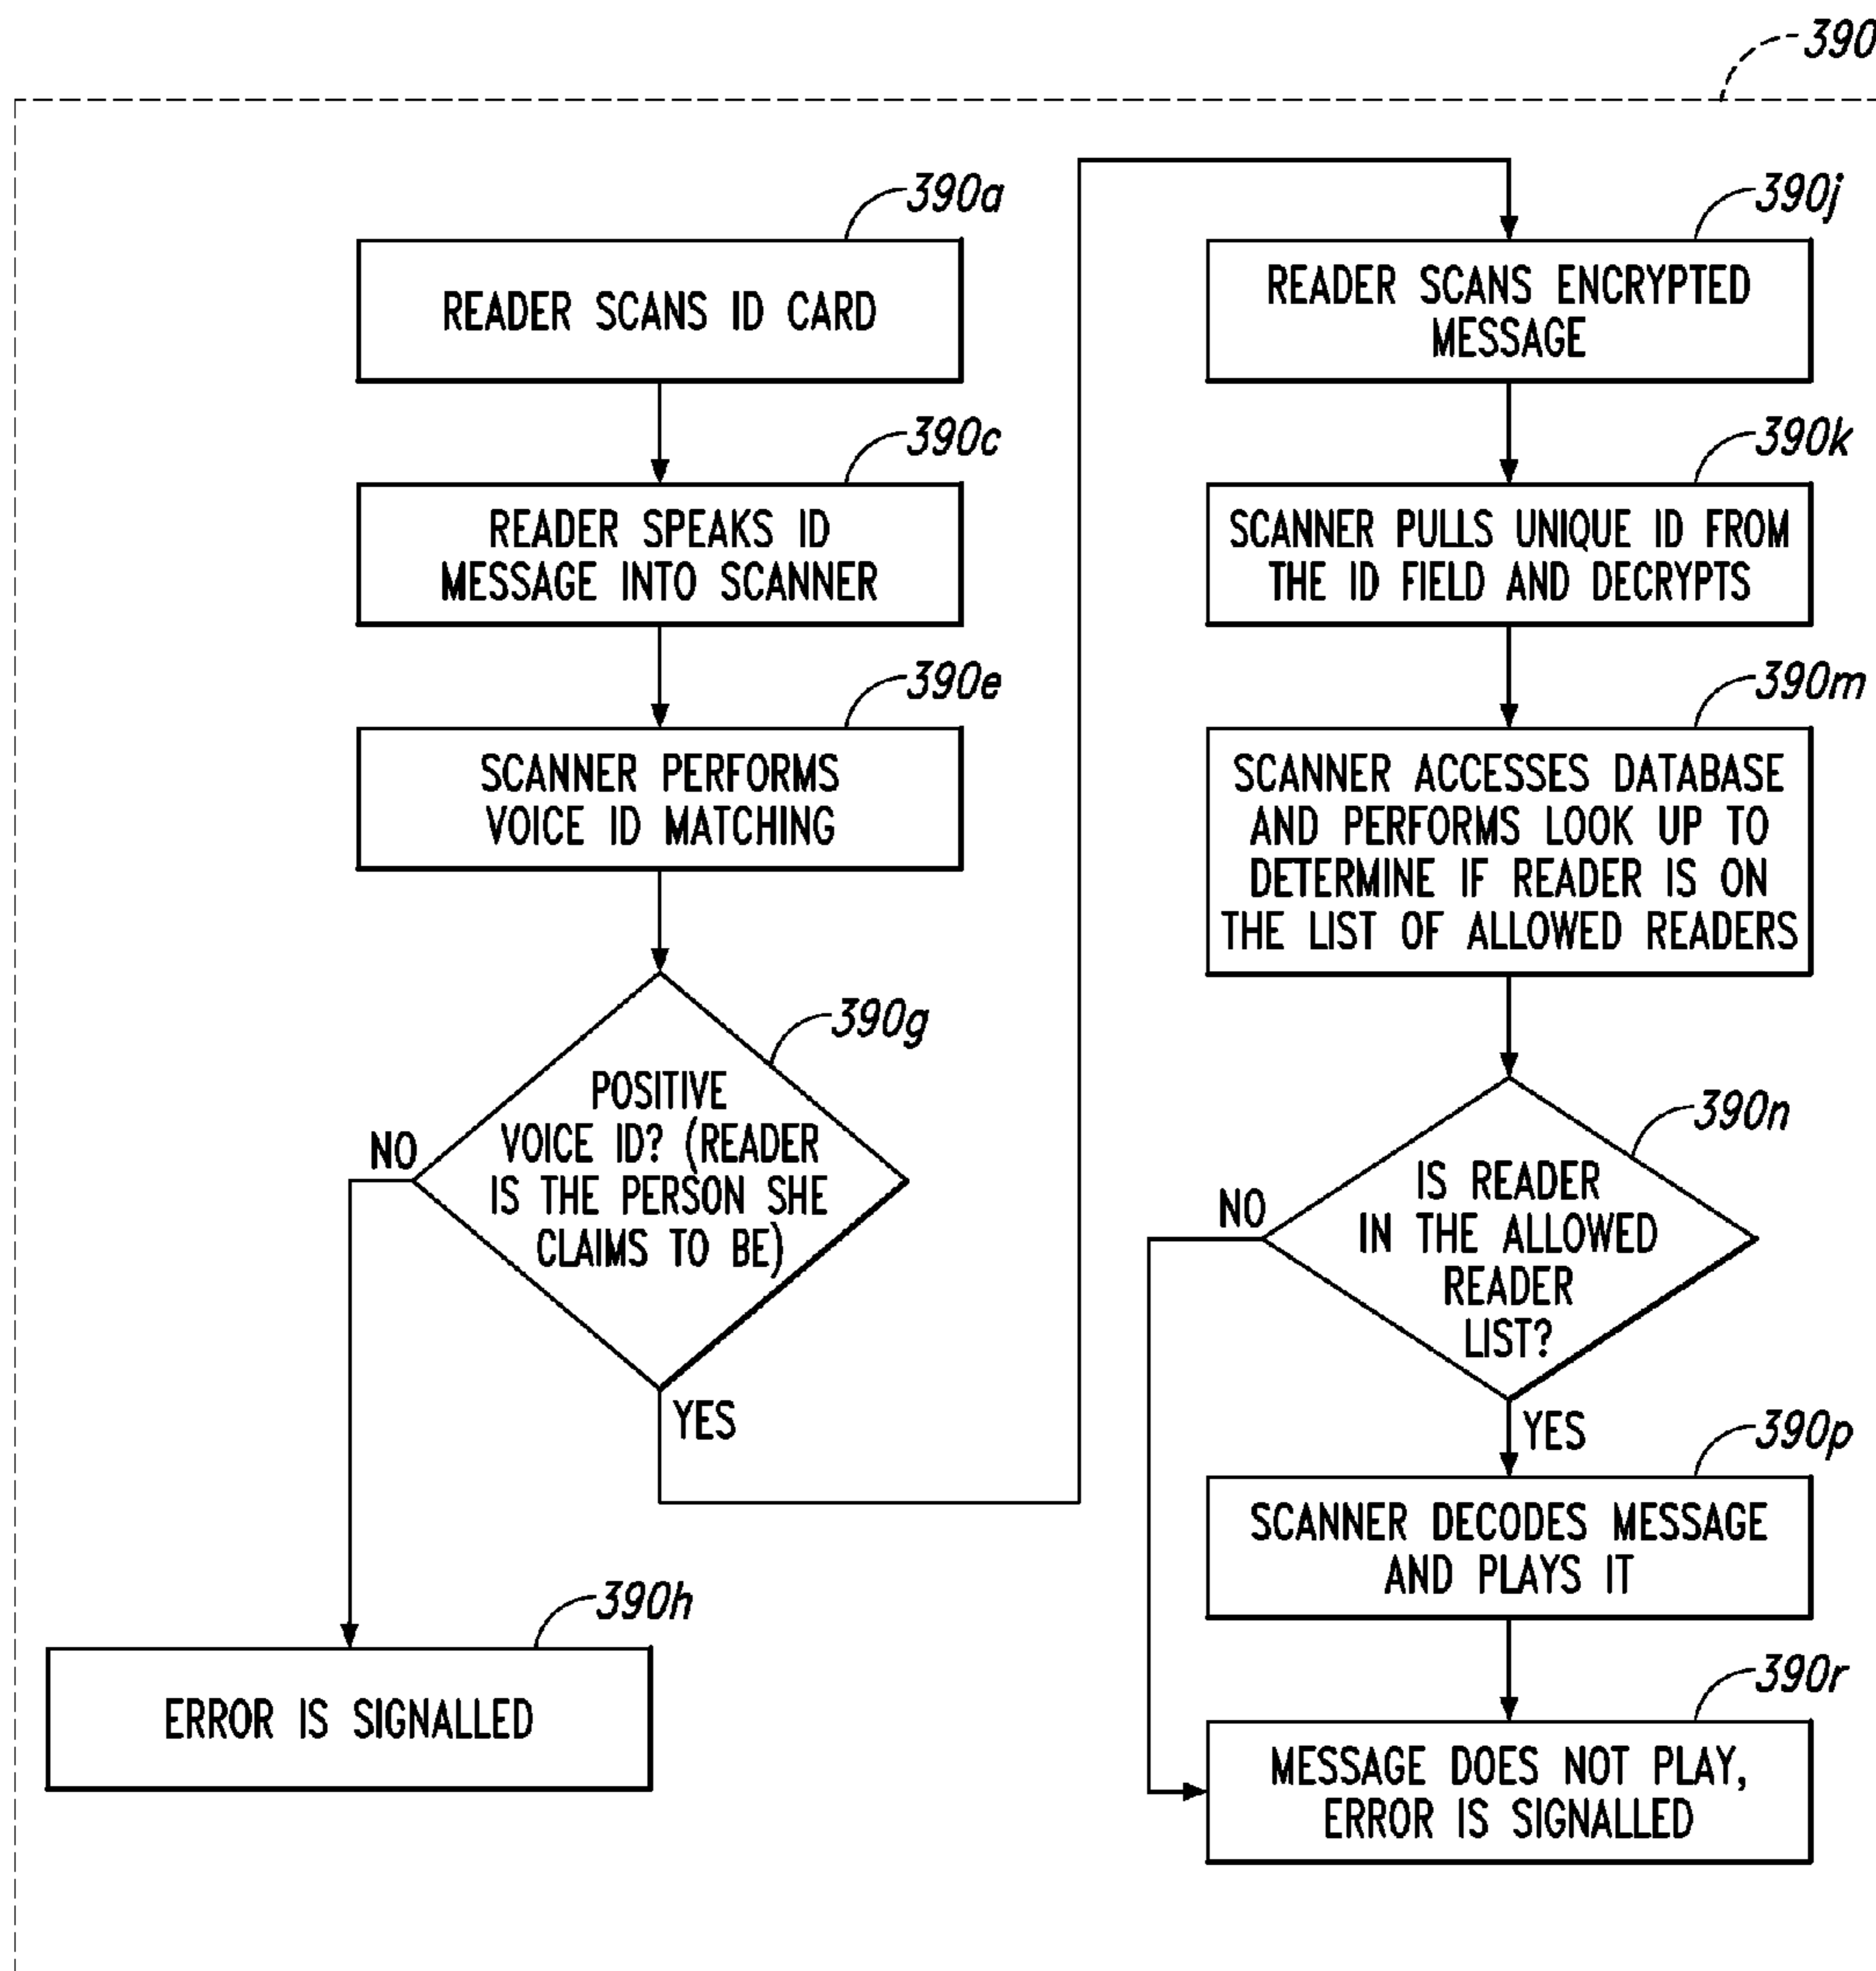 390
390a
READER SCANS ID CARD
390c
READER SPEAKS ID
MESSAGE INTO SCANNER
390e
SCANNER PERFORMS
VOICE ID MATCHING
390g
POSITIVE
VOICE ID? (READER
IS THE PERSON SHE
CLAIMS TO BE)
NO
YES
390h
ERROR IS SIGNALLED
390j
READER SCANS ENCRYPTED
MESSAGE
390k
SCANNER PULLS UNIQUE ID FROM
THE ID FIELD AND DECRYPTS
390m
SCANNER ACCESSES DATABASE
AND PERFORMS LOOK UP TO
DETERMINE IF READER IS ON
THE LIST OF ALLOWED READERS
390n
IS READER
IN THE ALLOWED
READER
LIST?
NO
YES
390p
SCANNER DECODES MESSAGE
AND PLAYS IT
390r
MESSAGE DOES NOT PLAY,
ERROR IS SIGNALLED